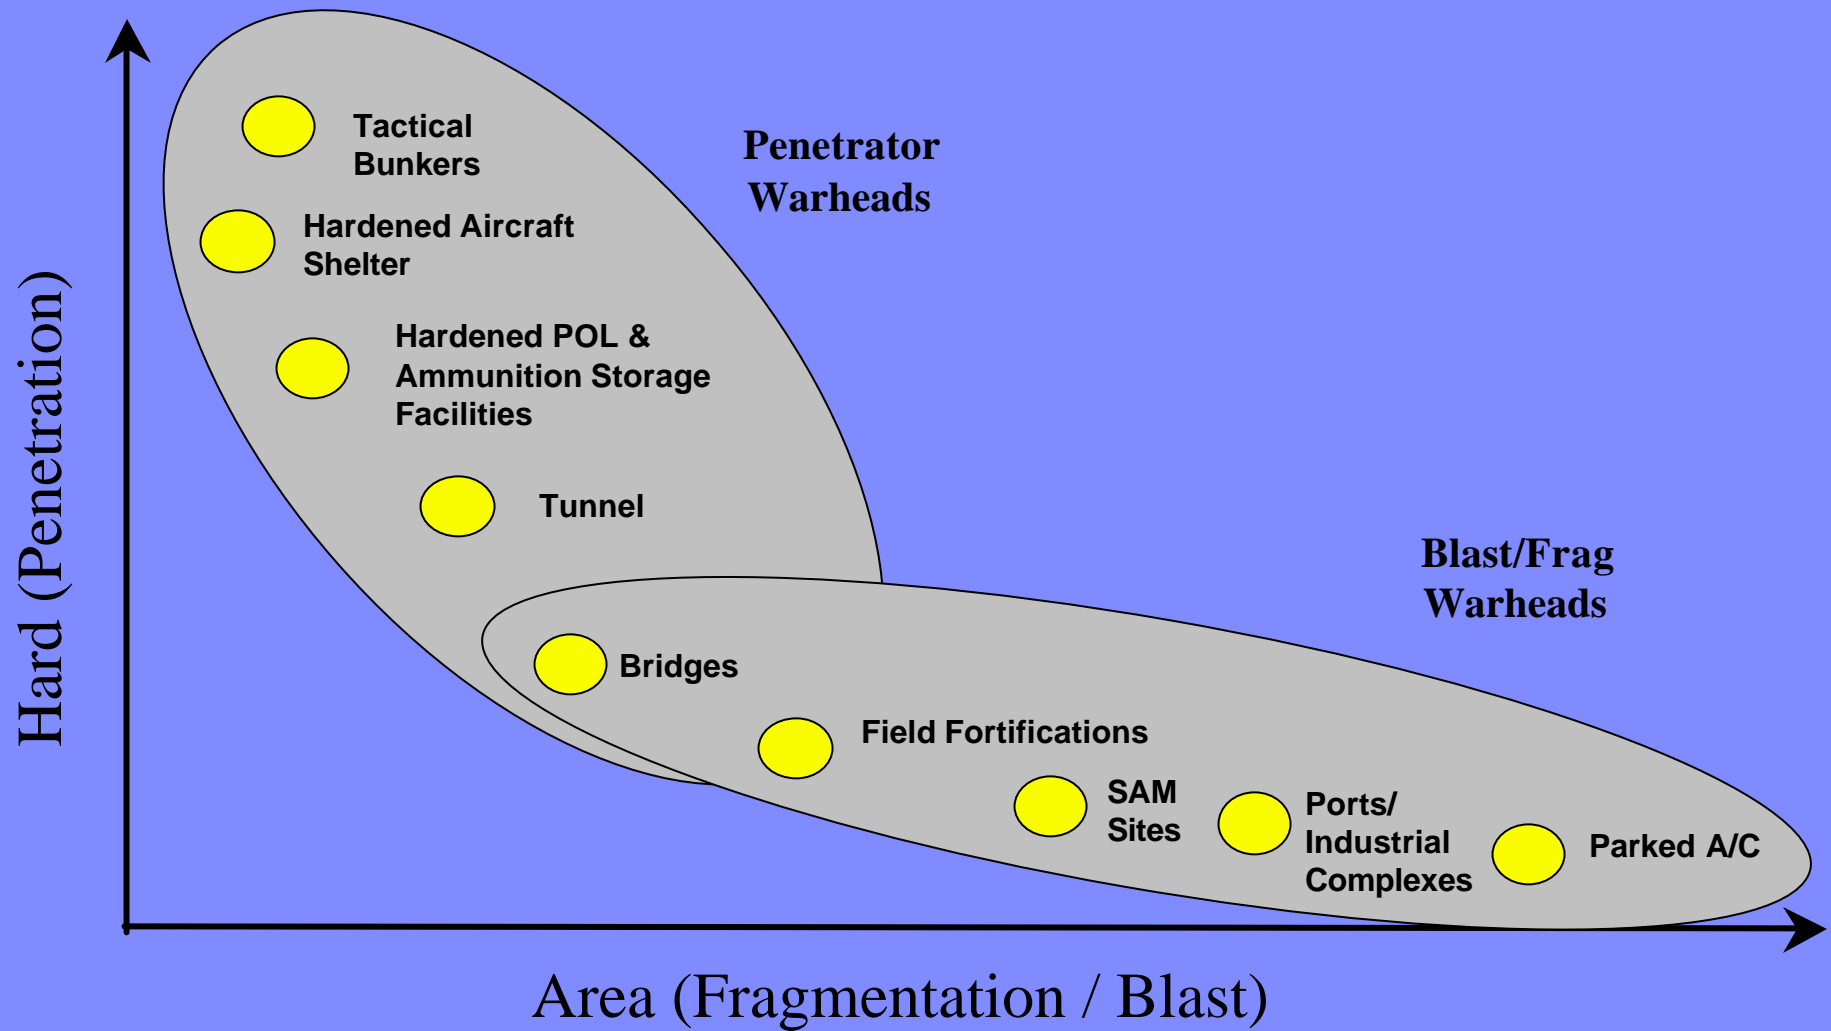 Hard (Penetration)
Tactical
Bunkers
Penetrator
Warheads
Hardened Aircraft
Shelter
Hardened POL &
Ammunition Storage
Facilities
Tunnel
Blast/Frag
Warheads
Bridges
Field Fortifications
SAM
Sites
Ports/
Industrial
Complexes
Parked A/C
Area (Fragmentation / Blast)